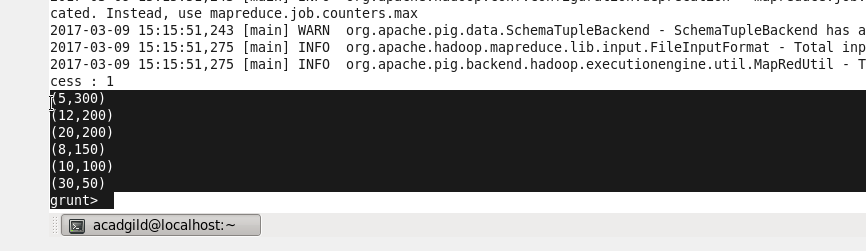 cated. Instead, use mapreduce.job.counters.max
2017-03-09 15:15:51,243 [main] WARN  org.apache.pig.data.SchemaTupleBackend - SchemaTupleBackend has a
2017-03-09 15:15:51,275 [main] INFO  org.apache.hadoop.mapreduce.lib.input.FileInputFormat - Total inp
2017-03-09 15:15:51,275 [main] INFO  org.apache.pig.backend.hadoop.executionengine.util.MapRedUtil - T
cess : 1
(5,300)
(12,200)
(20,200)
(8,150)
(10,100)
(30,50)
grunt>
acadgild@localhost:~